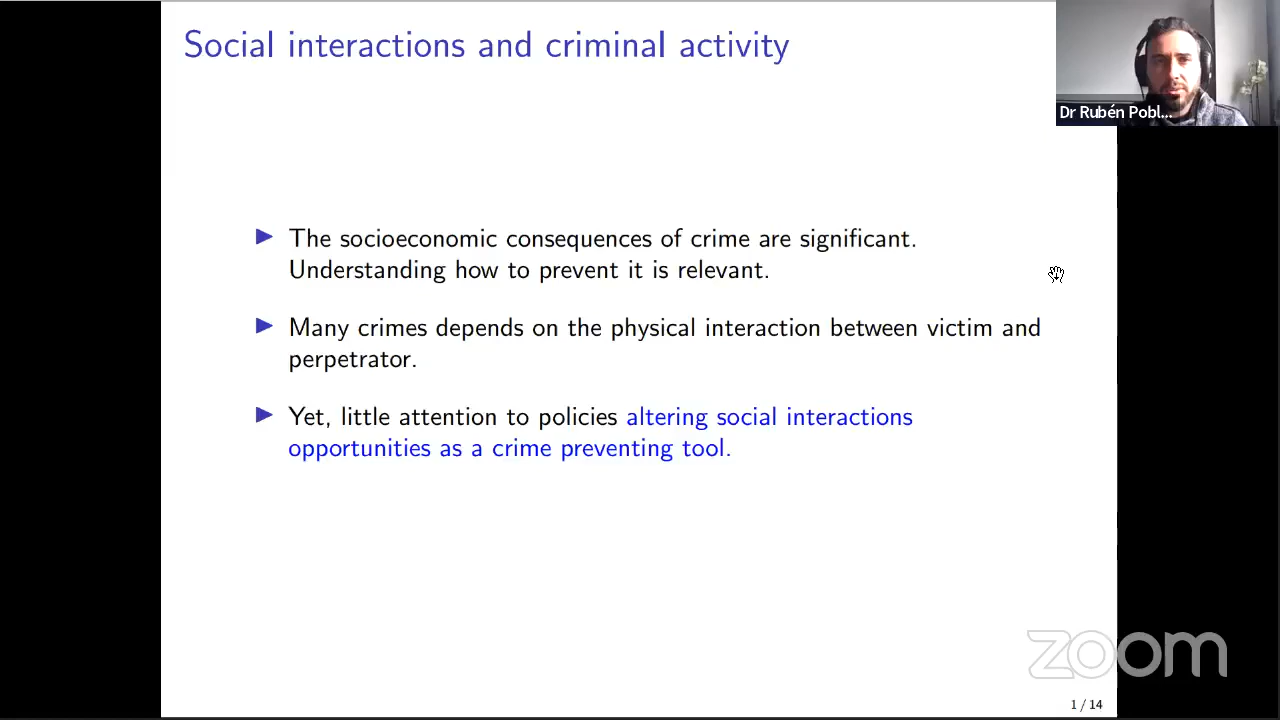 Social interactions and criminal activity
Dr Rubén Pobl...
The socioeconomic consequences of crime are significant.
Understanding how to prevent it is relevant.
Many crimes depends on the physical interaction between victim and
perpetrator.
Yet, little attention to policies altering social interactions
opportunities as a crime preventing tool.
zoom
1 / 14